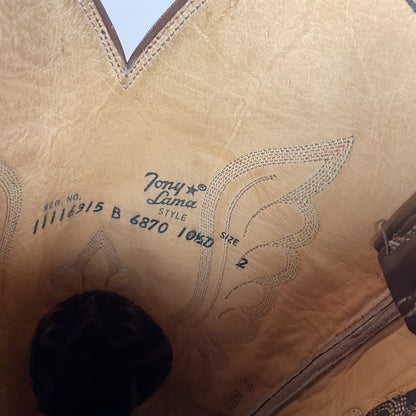 Tony ★®
Lama
REG. NO. STYLE SIZE
11116315 B 6870 10½D 2